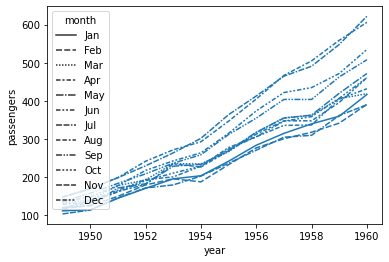 month
Jan
Feb
Mar
Apr
May
Jun
Jul
Aug
Sep
Oct
Nov
Dec
600
500
400
300
200
100
passengers
1950 1952 1954 1956 1958 1960
year